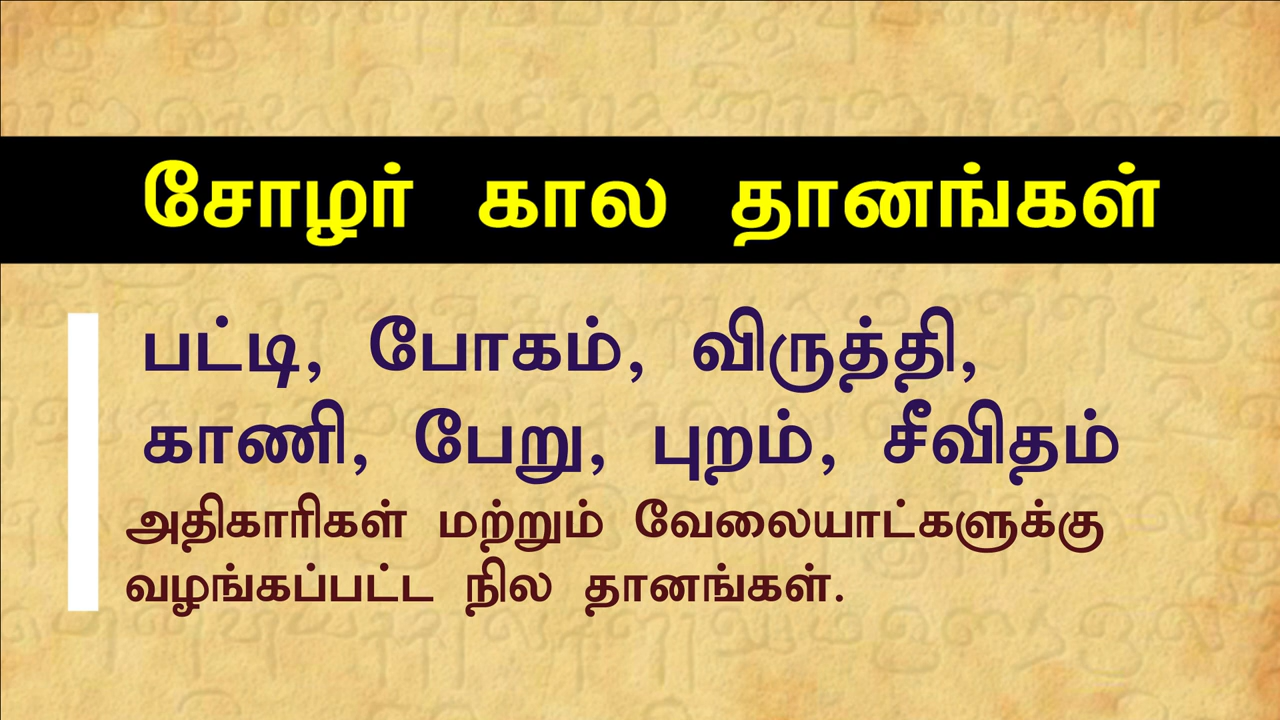 சோழர் கால தானங்கள்
பட்டி, போகம், விருத்தி,
காணி, பேறு, புறம், சீவிதம்
அதிகாரிகள் மற்றும் வேலையாட்களுக்கு
வழங்கப்பட்ட நில தானங்கள்.